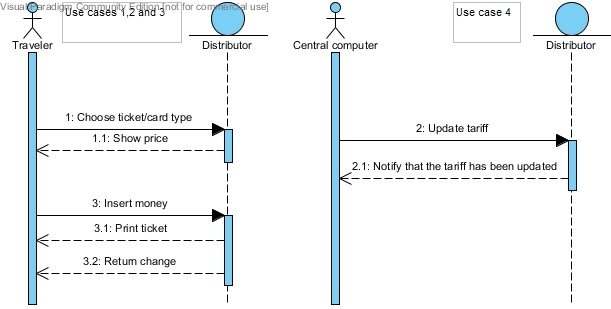 Visual Paradigm Community Edition [not for commercial use]
Use cases 1,2 and 3
Use case 4
Traveler
Distributor
Central computer
Distributor
1: Choose ticket/card type
1.1: Show price
2: Update tariff
2.1: Notify that the tariff has been updated
3: Insert money
3.1: Print ticket
3.2: Return change